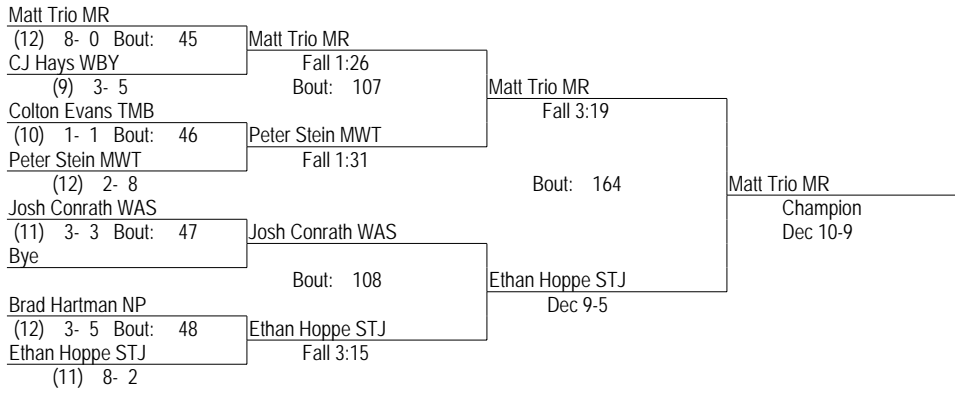 Matt Trio MR
(12) 8- 0 Bout: 45 Matt Trio MR
CJ Hays WBY Fall 1:26
(9) 3- 5 Bout: 107 Matt Trio MR
Colton Evans TMB Fall 3:19
(10) 1- 1 Bout: 46 Peter Stein MWT
Peter Stein MWT Fall 1:31
(12) 2- 8 Bout: 164 Matt Trio MR
Josh Conrath WAS Champion
(11) 3- 3 Bout: 47 Josh Conrath WAS Dec 10-9
Bye
Bout: 108 Ethan Hoppe STJ
Brad Hartman NP Dec 9-5
(12) 3- 5 Bout: 48 Ethan Hoppe STJ
Ethan Hoppe STJ Fall 3:15
(11) 8- 2